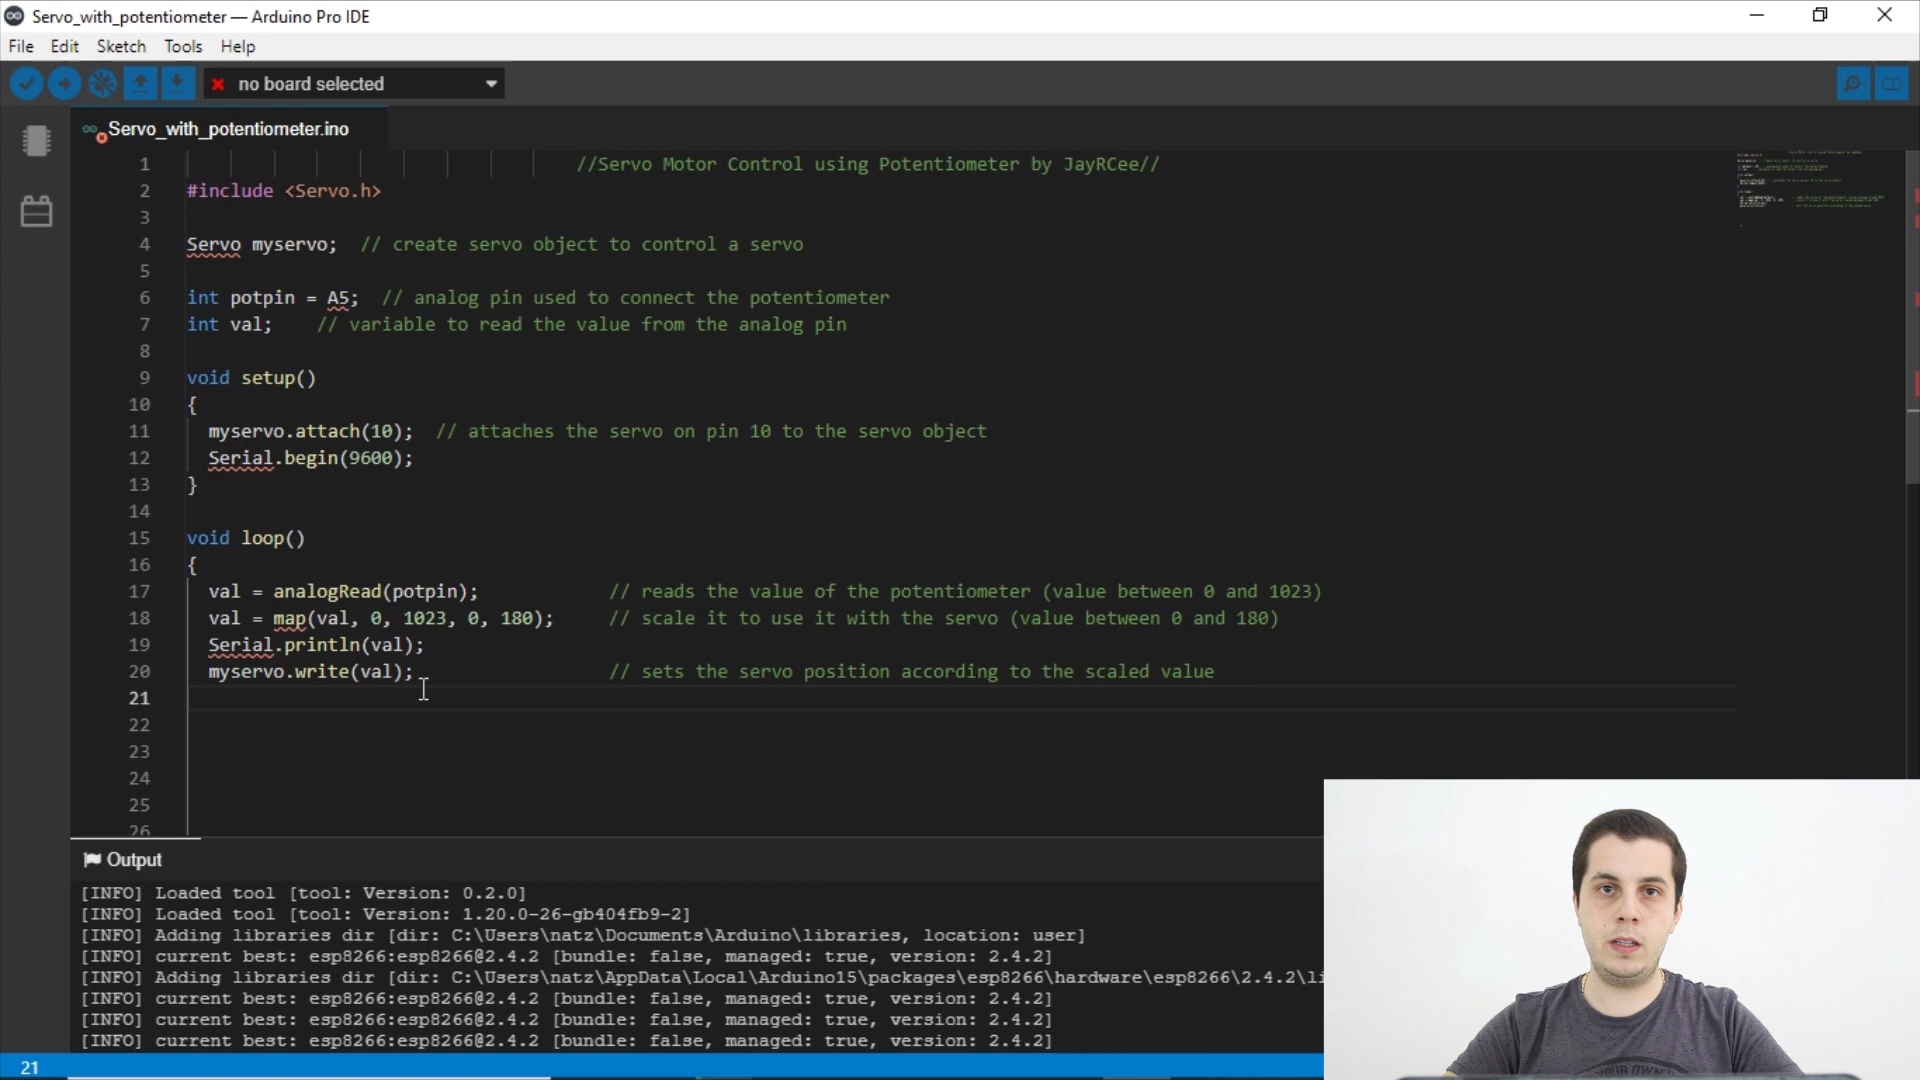 Servo_with_potentiometer — Arduino Pro IDE
File Edit Sketch Tools Help
no board selected
Servo_with_potentiometer.ino
1 //Servo Motor Control using Potentiometer by JayRCee//
2 #include <Servo.h>
3
4 Servo myservo;  // create servo object to control a servo
5
6 int potpin = A5;  // analog pin used to connect the potentiometer
7 int val;    // variable to read the value from the analog pin
8
9 void setup()
10 {
11   myservo.attach(10);  // attaches the servo on pin 10 to the servo object
12   Serial.begin(9600);
13 }
14
15 void loop()
16 {
17   val = analogRead(potpin);            // reads the value of the potentiometer (value between 0 and 1023)
18   val = map(val, 0, 1023, 0, 180);     // scale it to use it with the servo (value between 0 and 180)
19   Serial.println(val);
20   myservo.write(val);                  // sets the servo position according to the scaled value
21
22
23
24
25
26
Output
[INFO] Loaded tool [tool: Version: 0.2.0]
[INFO] Loaded tool [tool: Version: 1.20.0-26-gb404fb9-2]
[INFO] Adding libraries dir [dir: C:\Users\natz\Documents\Arduino\libraries, location: user]
[INFO] current best: esp8266:esp8266@2.4.2 [bundle: false, managed: true, version: 2.4.2]
[INFO] Adding libraries dir [dir: C:\Users\natz\AppData\Local\Arduino15\packages\esp8266\hardware\esp8266\2.4.2\li
[INFO] current best: esp8266:esp8266@2.4.2 [bundle: false, managed: true, version: 2.4.2]
[INFO] current best: esp8266:esp8266@2.4.2 [bundle: false, managed: true, version: 2.4.2]
[INFO] current best: esp8266:esp8266@2.4.2 [bundle: false, managed: true, version: 2.4.2]
YOUR OWN
21